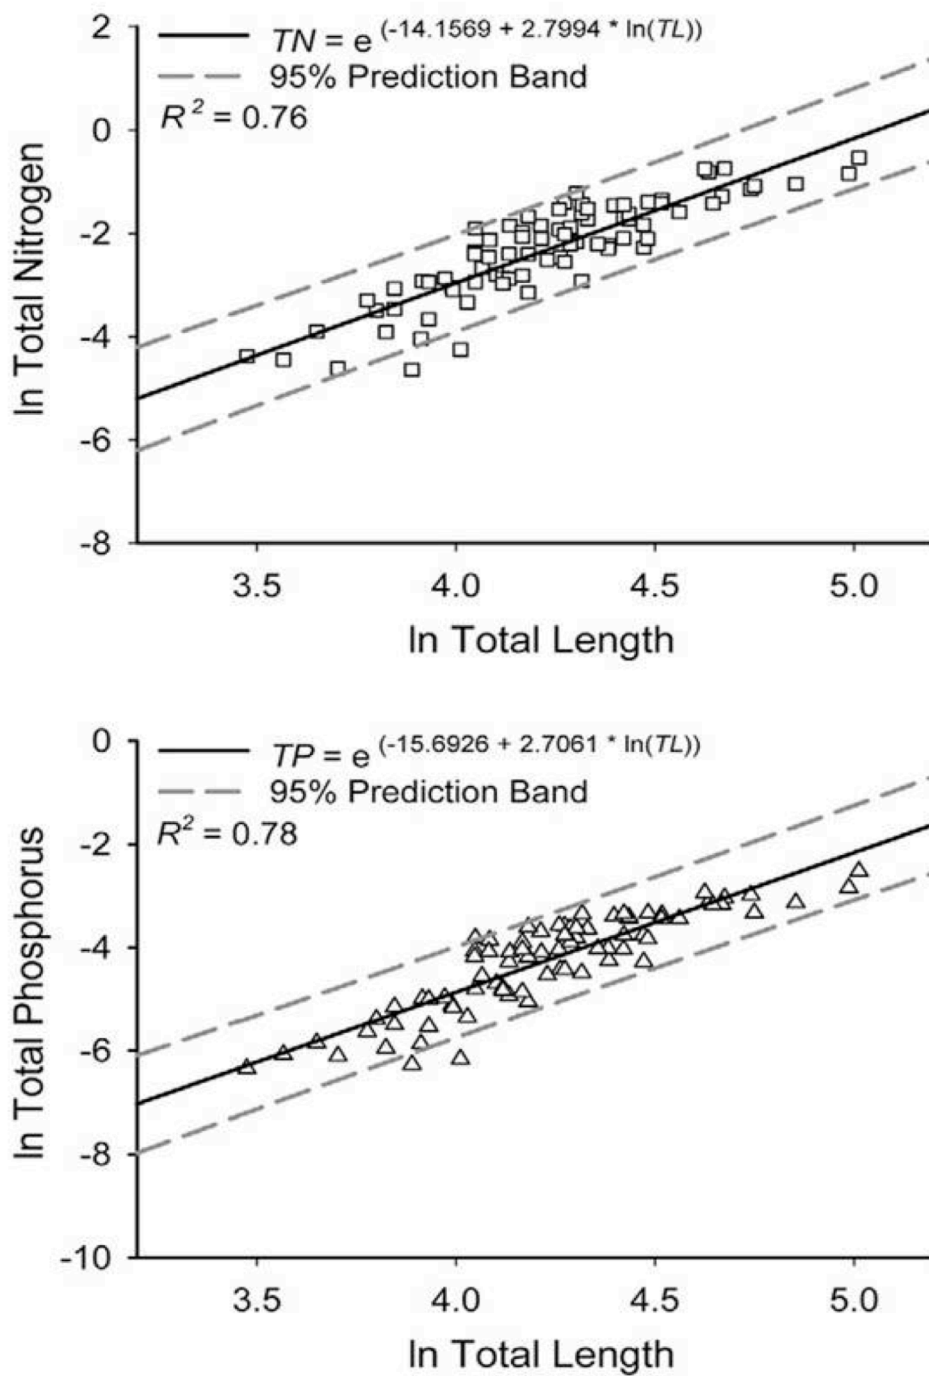 2
TN = e^(-14.1569 + 2.7994 * ln(TL))
95% Prediction Band
R² = 0.76
0
-2
-4
-6
-8
ln Total Nitrogen
3.5 4.0 4.5 5.0
ln Total Length
0
TP = e^(-15.6926 + 2.7061 * ln(TL))
95% Prediction Band
R² = 0.78
-2
-4
-6
-8
-10
ln Total Phosphorus
3.5 4.0 4.5 5.0
ln Total Length